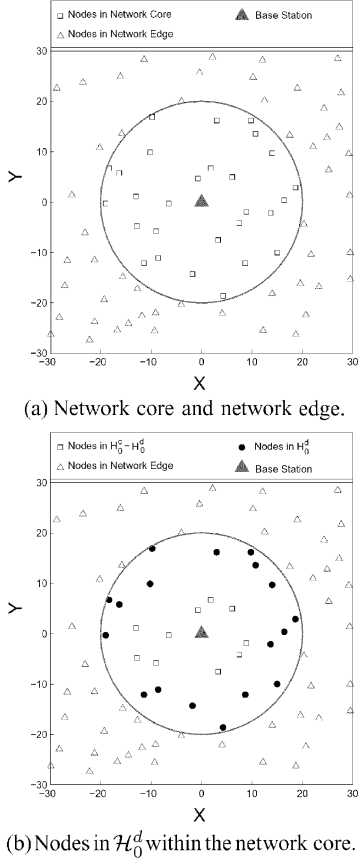 Nodes in Network Core Base Station
Nodes in Network Edge
30
20
10
0
−10
−20
−30
Y
−30 −20 −10 0 10 20 30
X
(a) Network core and network edge.
Nodes in H₀ᶜ−H₀ᵈ Nodes in H₀ᵈ
Nodes in Network Edge Base Station
30
20
10
0
−10
−20
−30
Y
−30 −20 −10 0 10 20 30
X
(b) Nodes in ℋ₀ᵈ within the network core.